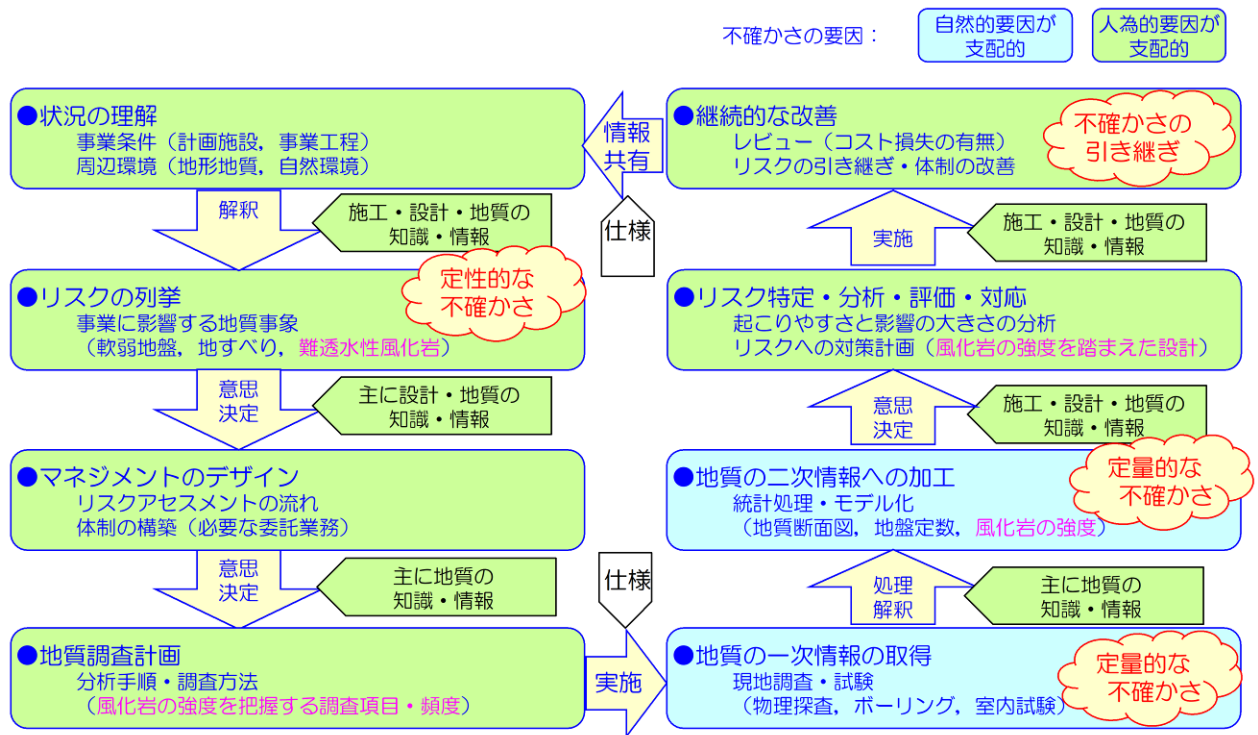 不確かさの要因：
自然的要因が
支配的
人為的要因が
支配的
●状況の理解
事業条件（計画施設，事業工程）
周辺環境（地形地質，自然環境）
解釈
施工・設計・地質の
知識・情報
●リスクの列挙
事業に影響する地質事象
（軟弱地盤，地すべり，難透水性風化岩）
定性的な
不確かさ
意思
決定
主に設計・地質の
知識・情報
●マネジメントのデザイン
リスクアセスメントの流れ
体制の構築（必要な委託業務）
意思
決定
主に地質の
知識・情報
●地質調査計画
分析手順・調査方法
（風化岩の強度を把握する調査項目・頻度）
実施
仕様
●地質の一次情報の取得
現地調査・試験
（物理探査，ボーリング，室内試験）
定量的な
不確かさ
処理
解釈
主に地質の
知識・情報
●地質の二次情報への加工
統計処理・モデル化
（地質断面図，地盤定数，風化岩の強度）
定量的な
不確かさ
意思
決定
施工・設計・地質の
知識・情報
●リスク特定・分析・評価・対応
起こりやすさと影響の大きさの分析
リスクへの対策計画（風化岩の強度を踏まえた設計）
実施
施工・設計・地質の
知識・情報
●継続的な改善
レビュー（コスト損失の有無）
リスクの引き継ぎ・体制の改善
不確かさの
引き継ぎ
情報
共有
仕様